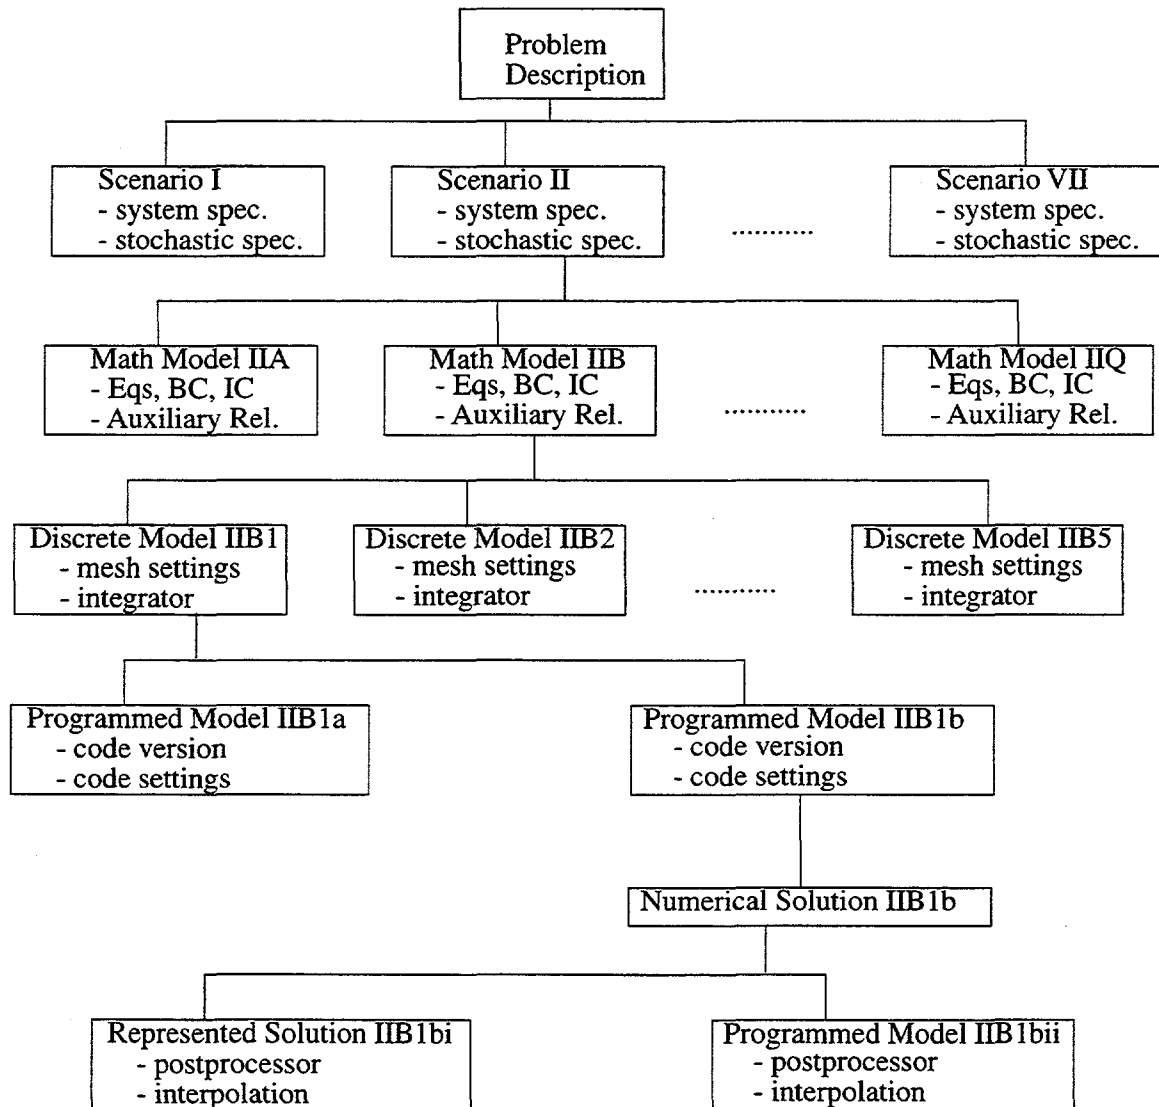 Problem
Description
Scenario I
- system spec.
- stochastic spec.
Scenario II
- system spec.
- stochastic spec.
...........
Scenario VII
- system spec.
- stochastic spec.
Math Model IIA
- Eqs, BC, IC
- Auxiliary Rel.
Math Model IIB
- Eqs, BC, IC
- Auxiliary Rel.
...........
Math Model IIQ
- Eqs, BC, IC
- Auxiliary Rel.
Discrete Model IIB1
- mesh settings
- integrator
Discrete Model IIB2
- mesh settings
- integrator
...........
Discrete Model IIB5
- mesh settings
- integrator
Programmed Model IIB1a
- code version
- code settings
Programmed Model IIB1b
- code version
- code settings
Numerical Solution IIB1b
Represented Solution IIB1bi
- postprocessor
- interpolation
Programmed Model IIB1bii
- postprocessor
- interpolation